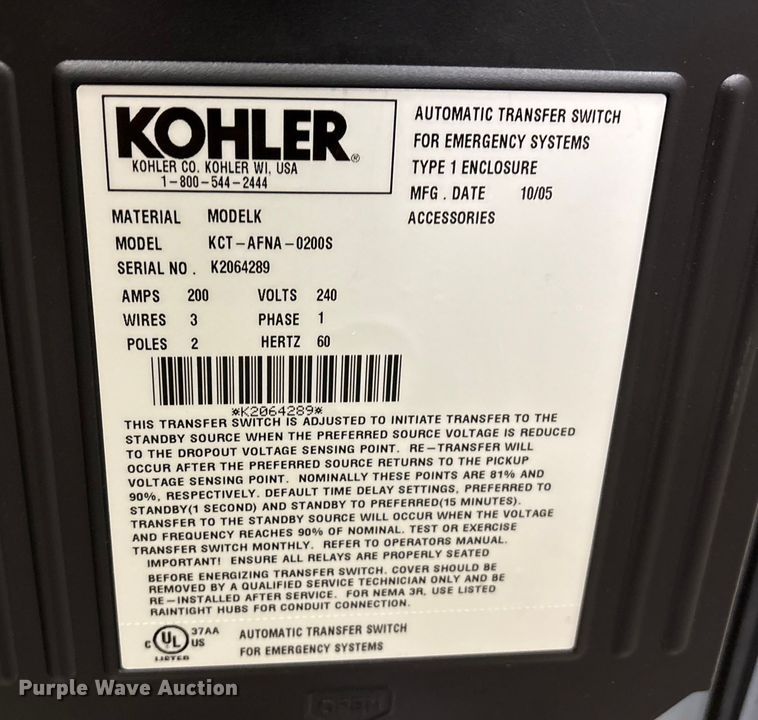 KOHLER®
KOHLER CO. KOHLER WI, USA
1-800-544-2444
AUTOMATIC TRANSFER SWITCH
FOR EMERGENCY SYSTEMS
TYPE 1 ENCLOSURE
MFG. DATE 10/05
ACCESSORIES
MATERIAL MODELK
MODEL KCT-AFNA-0200S
SERIAL NO. K2064289
AMPS 200 VOLTS 240
WIRES 3 PHASE 1
POLES 2 HERTZ 60
*K2064289*
THIS TRANSFER SWITCH IS ADJUSTED TO INITIATE TRANSFER TO THE
STANDBY SOURCE WHEN THE PREFERRED SOURCE VOLTAGE IS REDUCED
TO THE DROPOUT VOLTAGE SENSING POINT. RE-TRANSFER WILL
OCCUR AFTER THE PREFERRED SOURCE RETURNS TO THE PICKUP
VOLTAGE SENSING POINT. NOMINALLY THESE POINTS ARE 81% AND
90%, RESPECTIVELY. DEFAULT TIME DELAY SETTINGS, PREFERRED TO
STANDBY(1 SECOND) AND STANDBY TO PREFERRED(15 MINUTES).
TRANSFER TO THE STANDBY SOURCE WILL OCCUR WHEN THE VOLTAGE
AND FREQUENCY REACHES 90% OF NOMINAL. TEST OR EXERCISE
TRANSFER SWITCH MONTHLY. REFER TO OPERATORS MANUAL.
IMPORTANT! ENSURE ALL RELAYS ARE PROPERLY SEATED
BEFORE ENERGIZING TRANSFER SWITCH. COVER SHOULD BE
REMOVED BY A QUALIFIED SERVICE TECHNICIAN ONLY AND BE
RE-INSTALLED AFTER SERVICE. FOR NEMA 3R, USE LISTED
RAINTIGHT HUBS FOR CONDUIT CONNECTION.
c UL US 37AA
LISTED
AUTOMATIC TRANSFER SWITCH
FOR EMERGENCY SYSTEMS
Purple Wave Auction